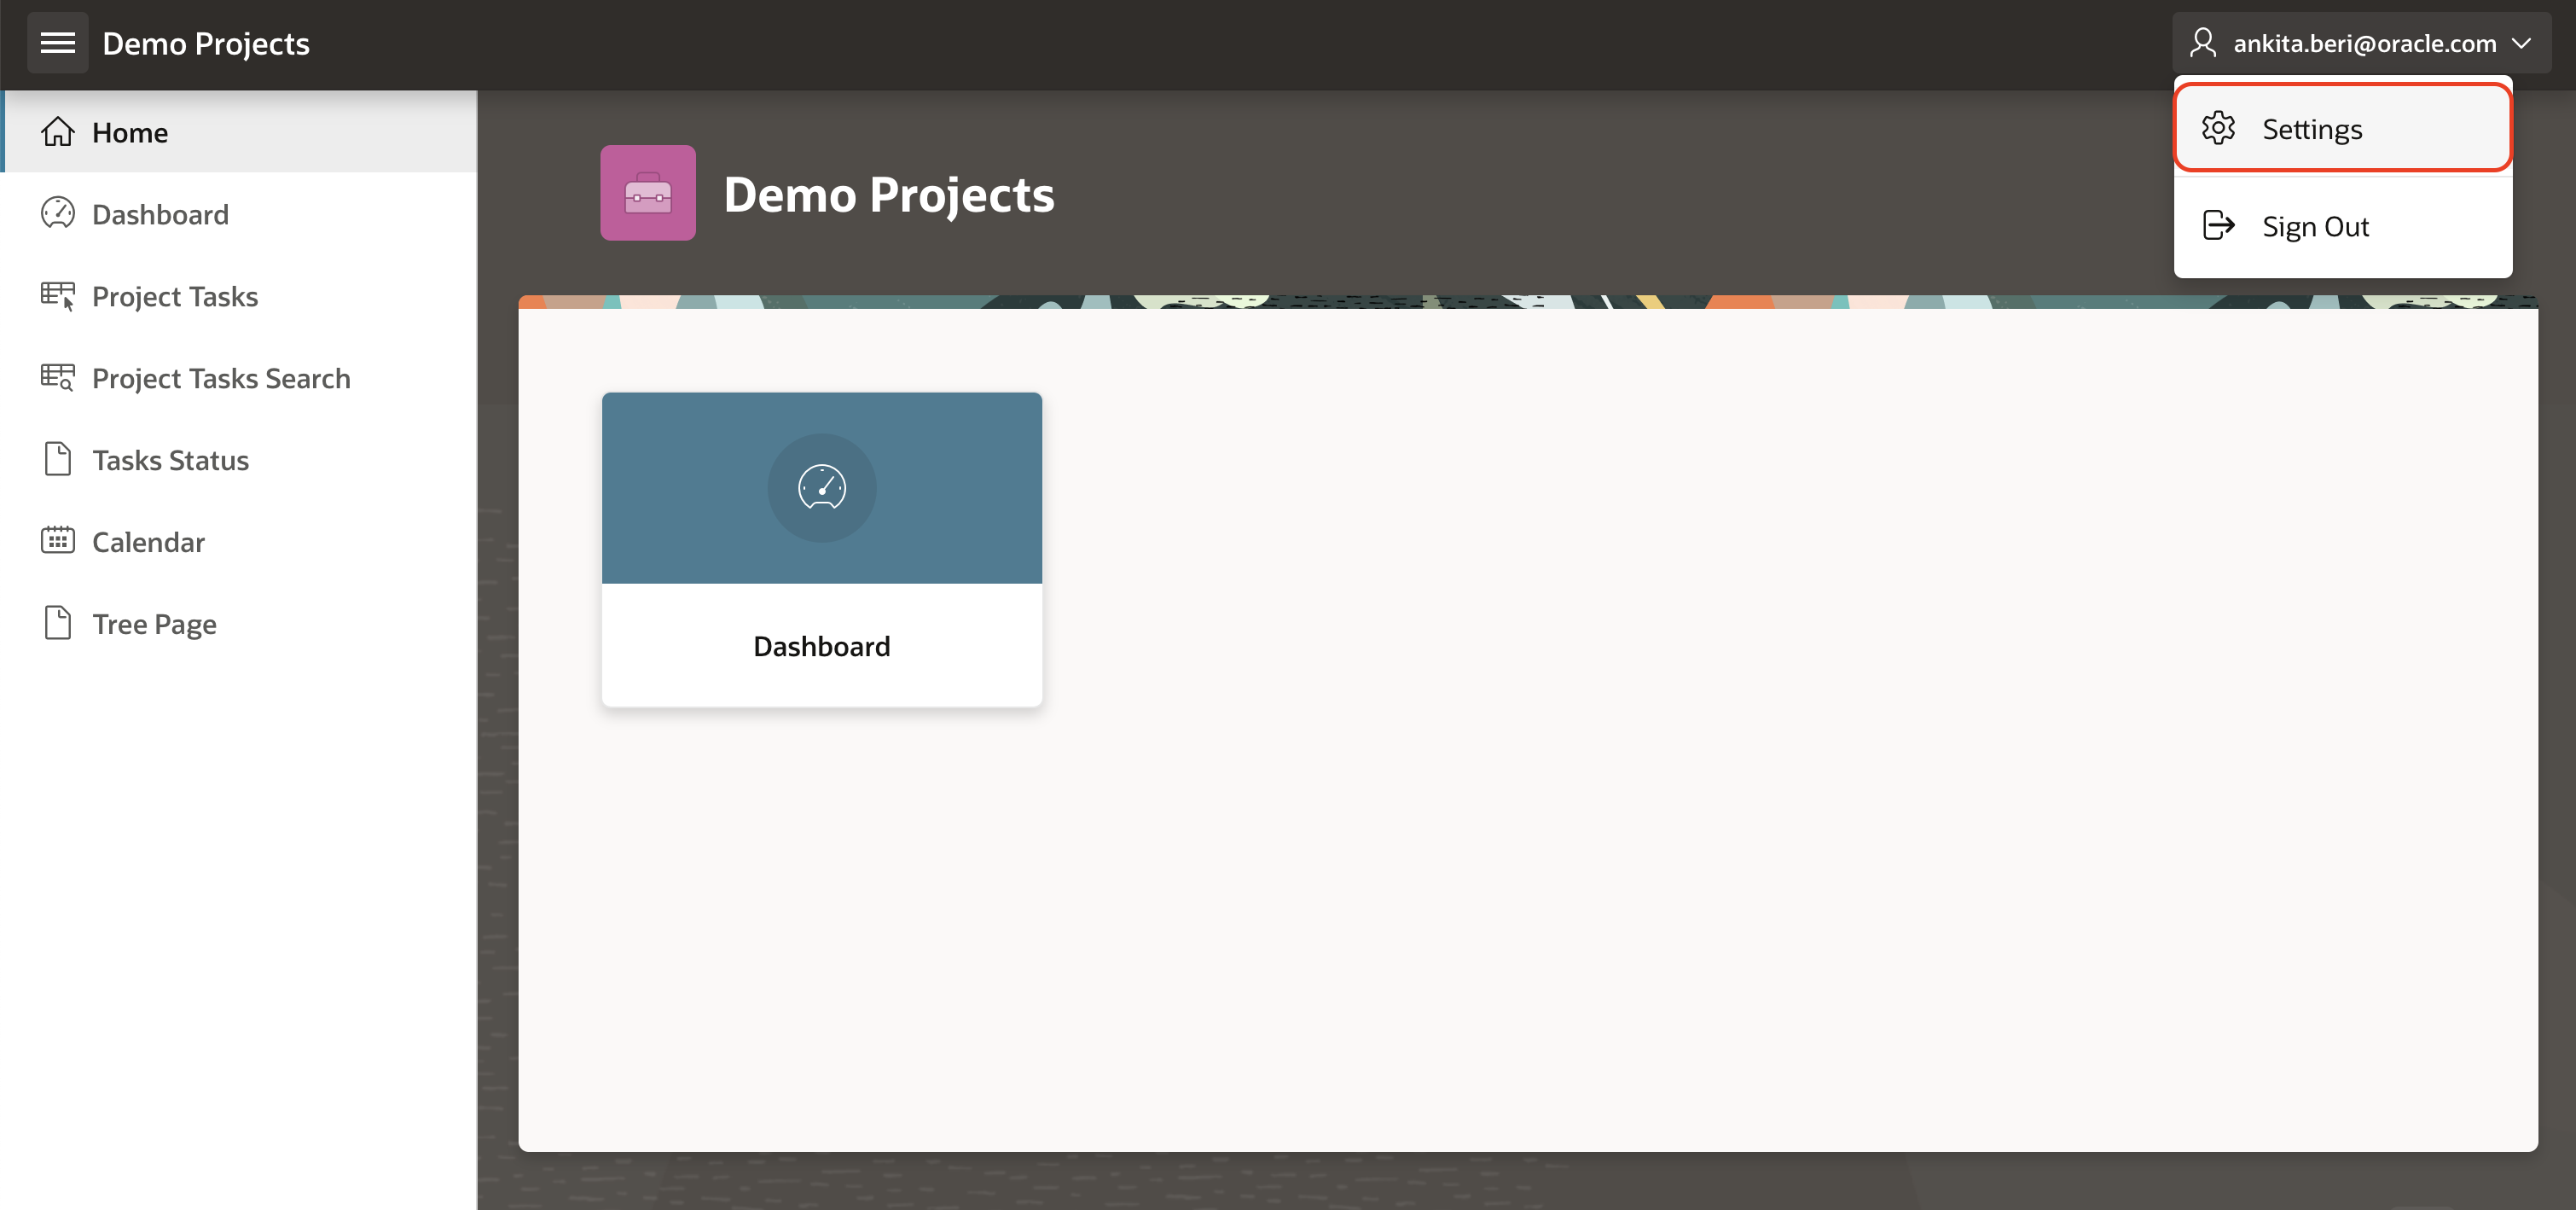 Demo Projects
ankita.beri@oracle.com
Settings
Sign Out
Home
Dashboard
Project Tasks
Project Tasks Search
Tasks Status
Calendar
Tree Page
Demo Projects
Dashboard